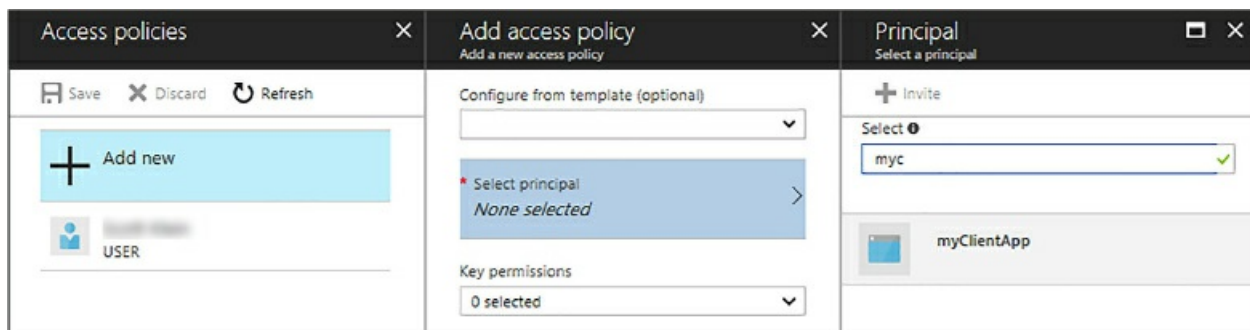 Access policies
Save Discard Refresh
Add new
USER
Add access policy
Add a new access policy
Configure from template (optional)
* Select principal
None selected
Key permissions
0 selected
Principal
Select a principal
Invite
Select
myc
myClientApp